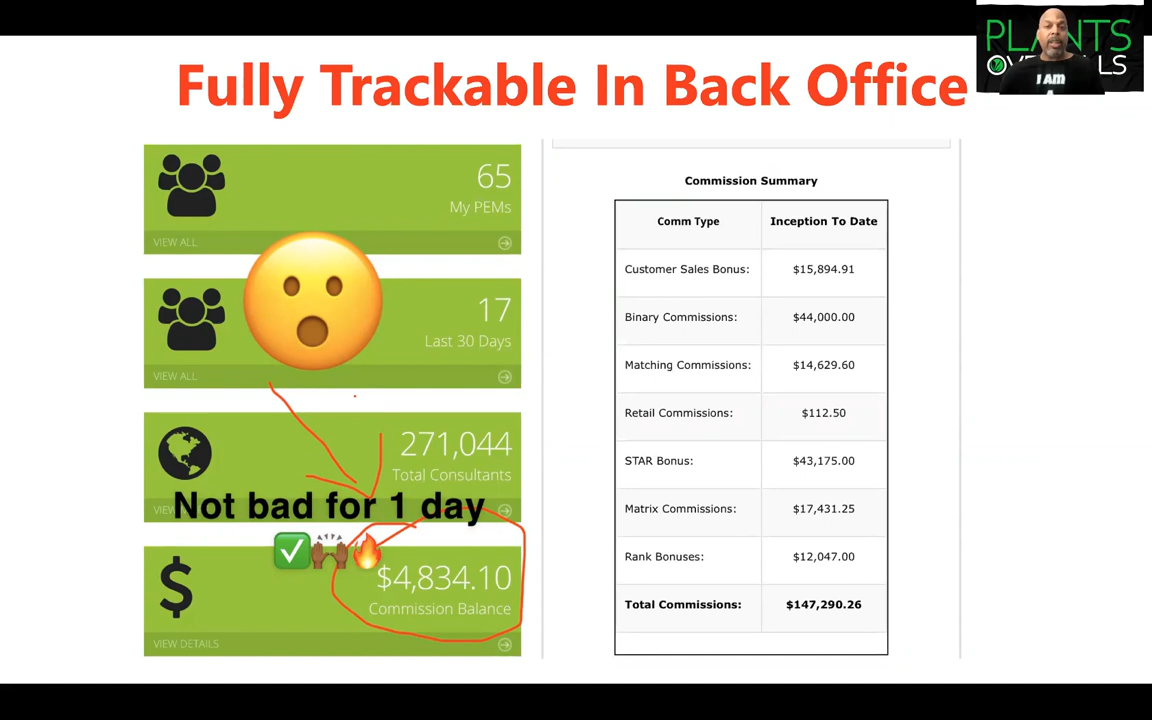 Fully Trackable In Back Office
PLANTS
I AM
A
65
My PEMs
VIEW ALL
17
Last 30 Days
VIEW ALL
271,044
Total Consultants
Not bad for 1 day
$4,834.10
Commission Balance
VIEW DETAILS
Commission Summary
Comm Type Inception To Date
Customer Sales Bonus: $15,894.91
Binary Commissions: $44,000.00
Matching Commissions: $14,629.60
Retail Commissions: $112.50
STAR Bonus: $43,175.00
Matrix Commissions: $17,431.25
Rank Bonuses: $12,047.00
Total Commissions: $147,290.26